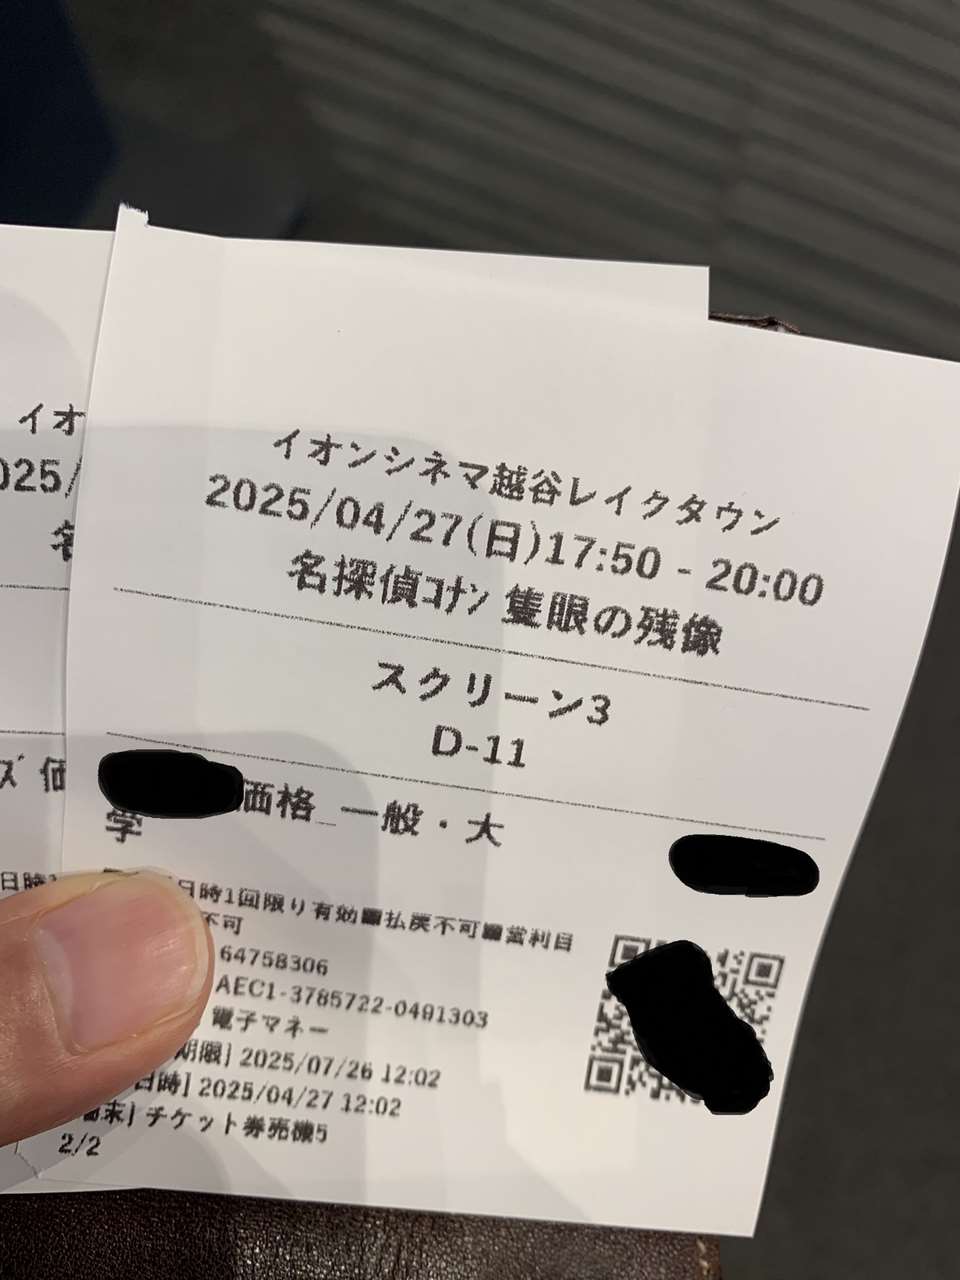 イオ
025/
名
ズ 価
日時1
イオンシネマ越谷レイクタウン
2025/04/27(日)17:50 - 20:00
名探偵ｺﾅﾝ 隻眼の残像
スクリーン3
D-11
価格_一般・大
学
日時1回限り有効■払戻不可■営利目
不可
64758306
AEC1-3785722-0491303
電子マネー
期限] 2025/07/26 12:02
日時] 2025/04/27 12:02
端末] チケット券売機5
2/2